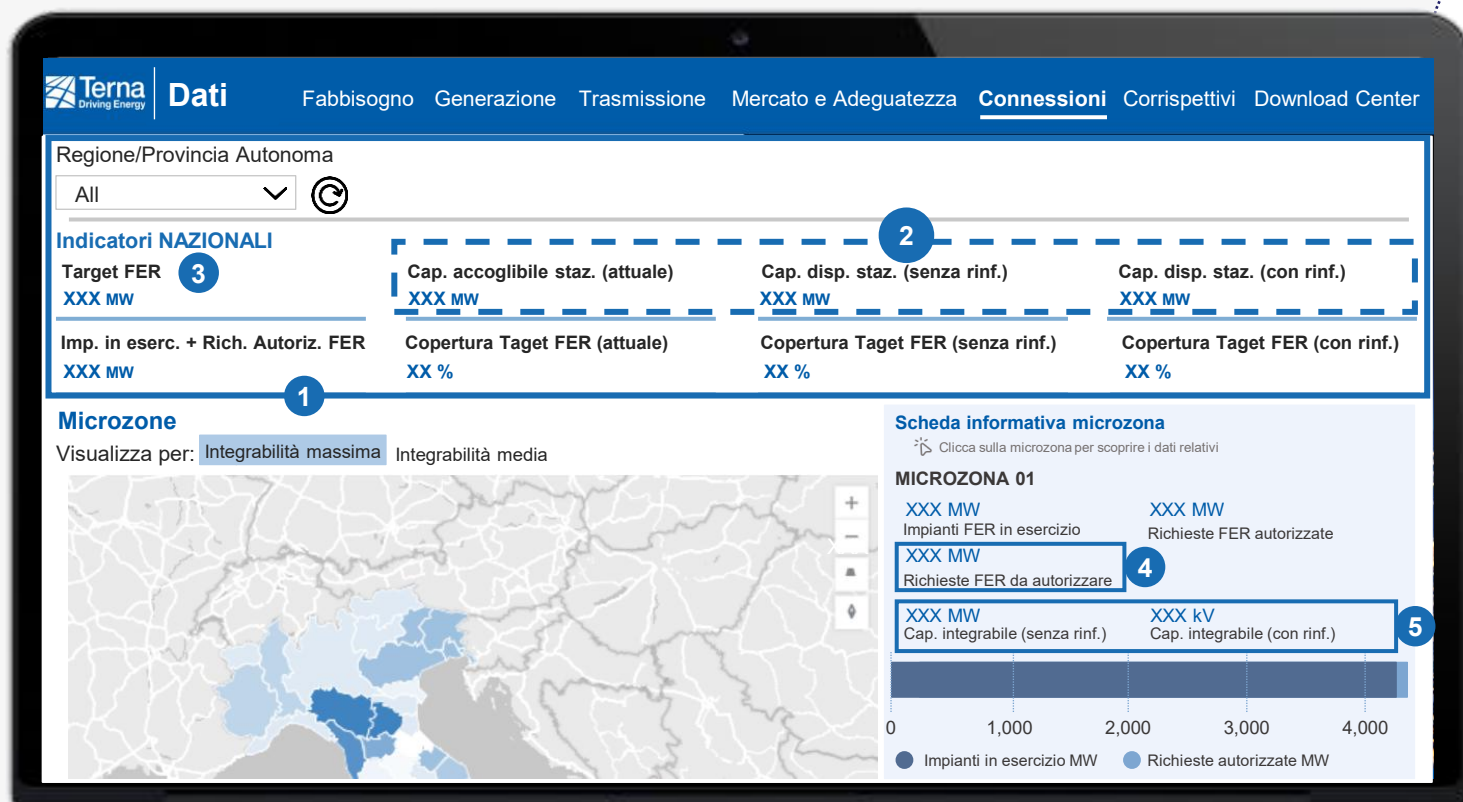 Terna
Driving Energy
Dati
Fabbisogno Generazione Trasmissione Mercato e Adeguatezza Connessioni Corrispettivi Download Center
Regione/Provincia Autonoma
All
Indicatori NAZIONALI
2
Target FER 3
Cap. accoglibile staz. (attuale)
Cap. disp. staz. (senza rinf.)
Cap. disp. staz. (con rinf.)
XXX MW
XXX MW
XXX MW
XXX MW
Imp. in eserc. + Rich. Autoriz. FER
Copertura Taget FER (attuale)
Copertura Taget FER (senza rinf.)
Copertura Taget FER (con rinf.)
XXX MW
XX %
XX %
XX %
1
Microzone
Visualizza per: Integrabilità massima Integrabilità media
+
−
Scheda informativa microzona
Clicca sulla microzona per scoprire i dati relativi
MICROZONA 01
XXX MW
Impianti FER in esercizio
XXX MW
Richieste FER autorizzate
XXX MW
Richieste FER da autorizzare
4
XXX MW
Cap. integrabile (senza rinf.)
XXX kV
Cap. integrabile (con rinf.)
5
0 1,000 2,000 3,000 4,000
Impianti in esercizio MW Richieste autorizzate MW